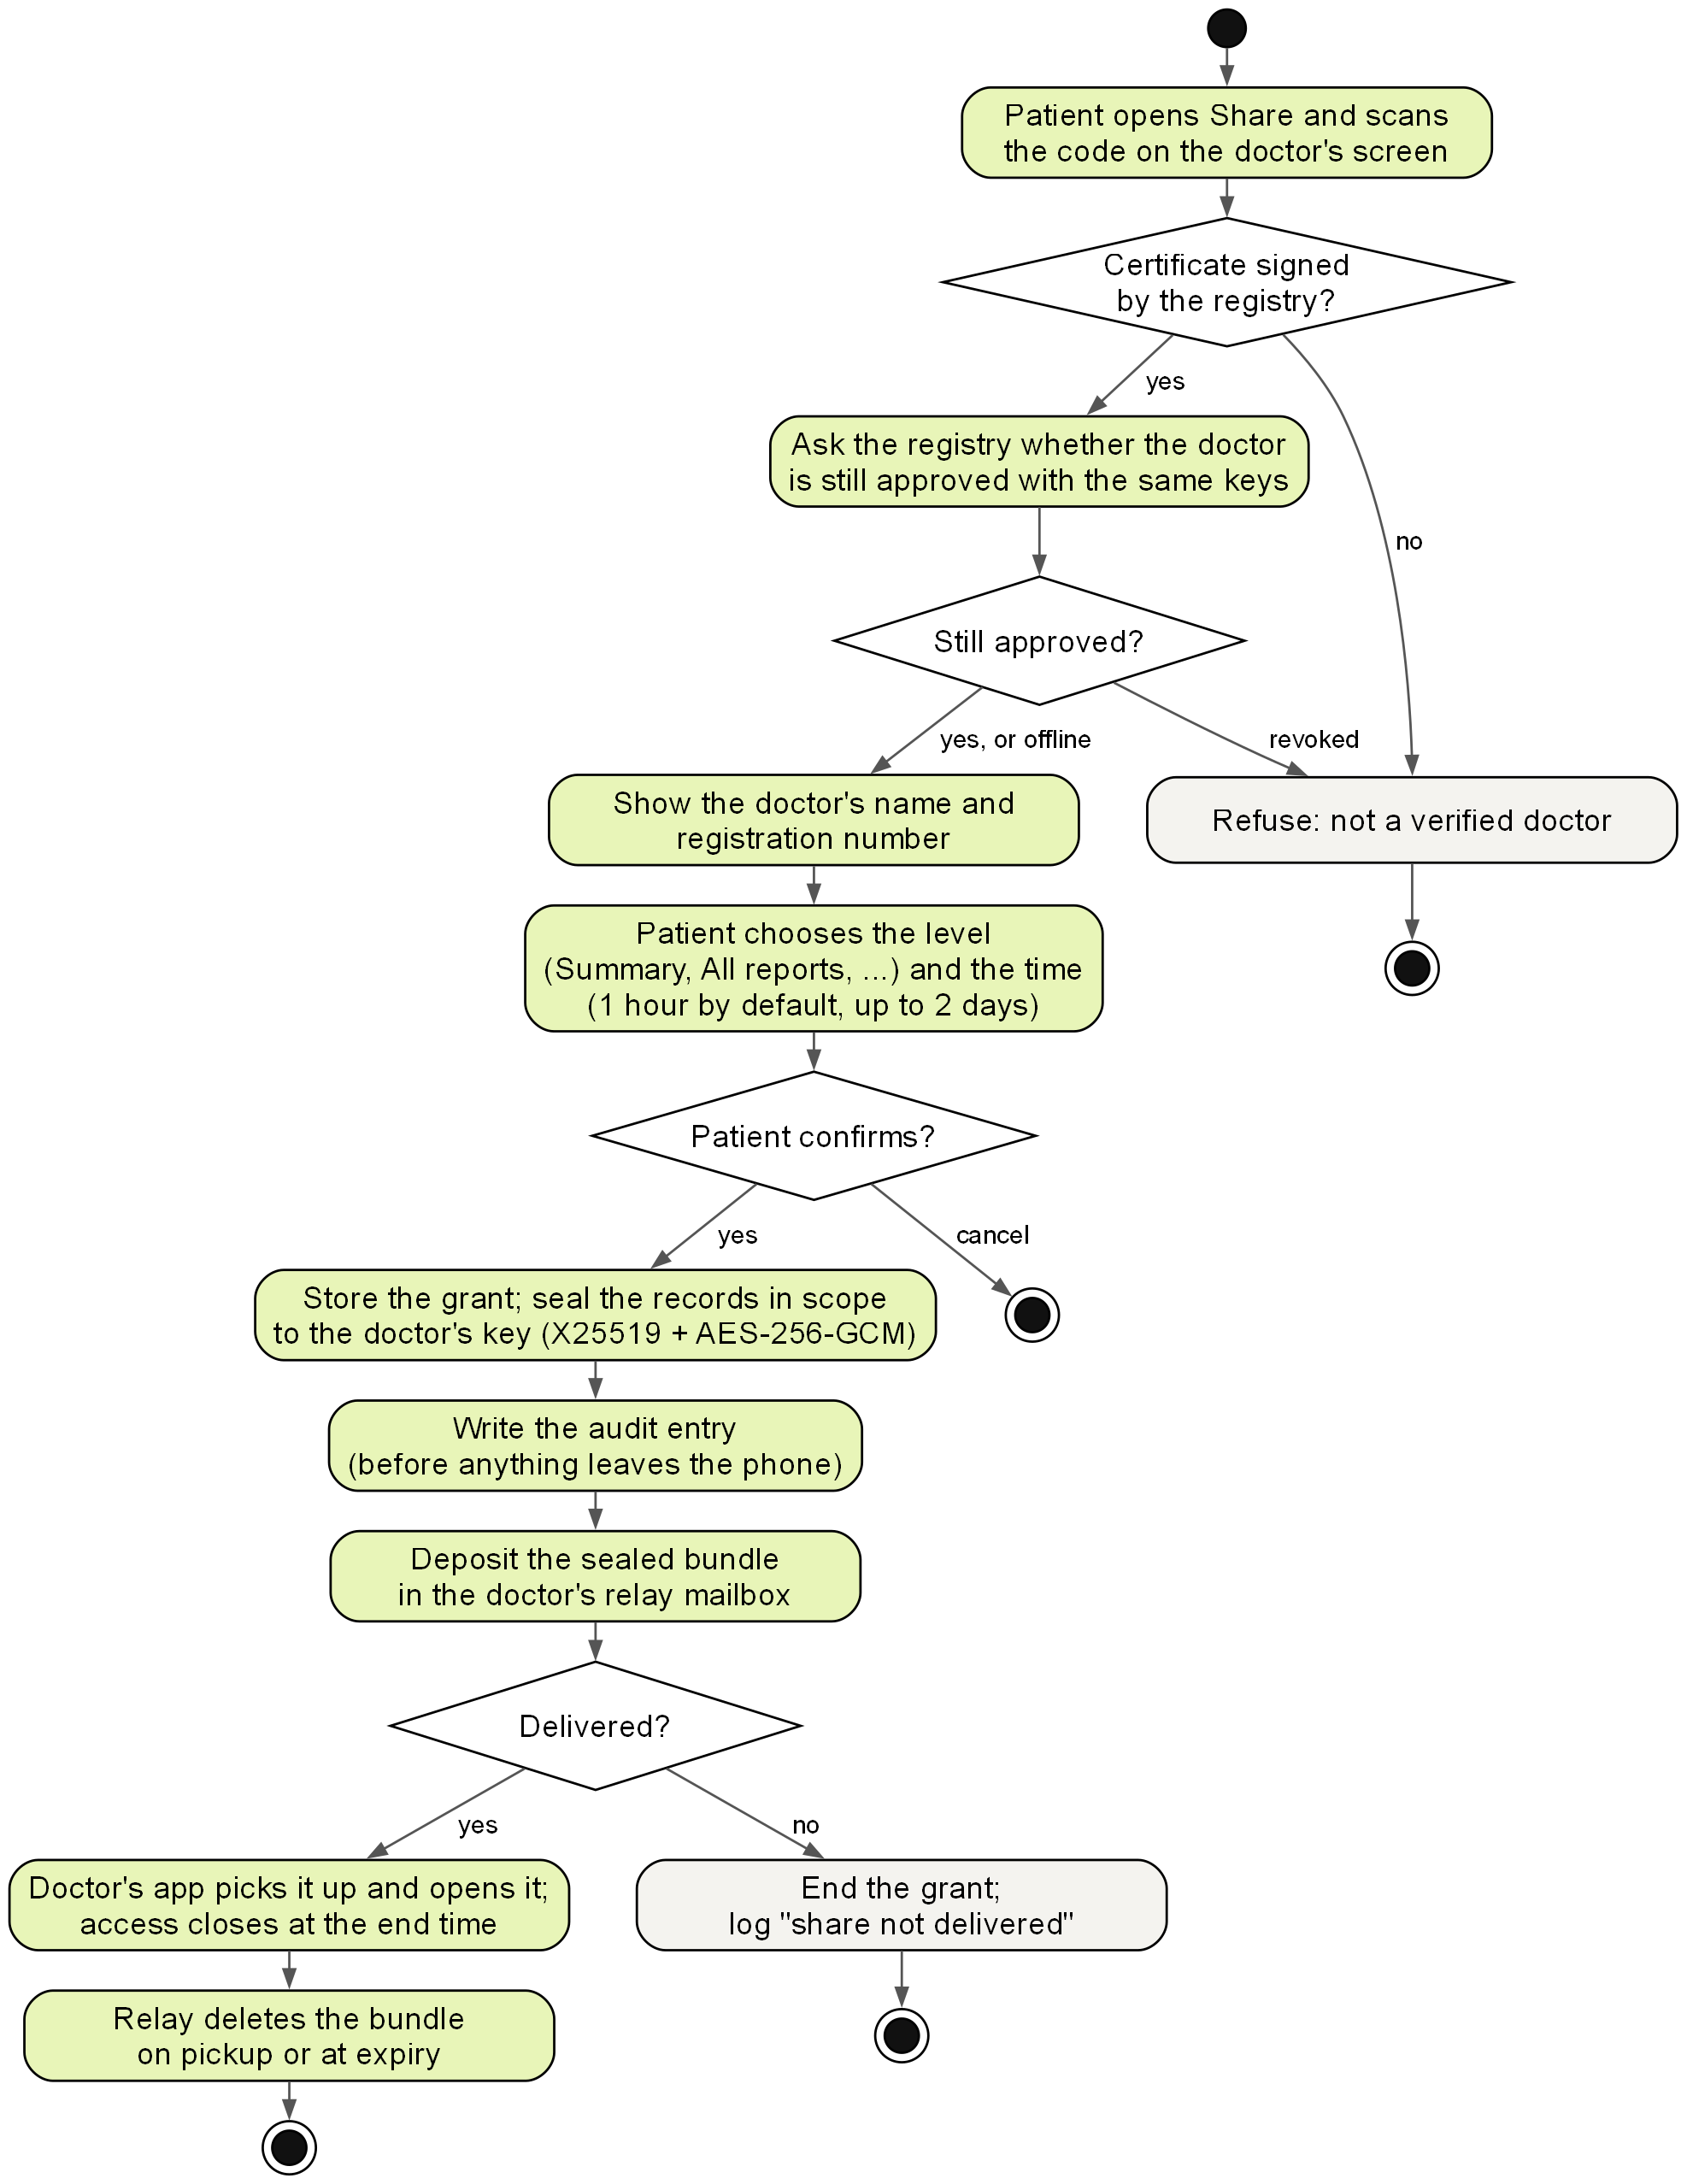 Patient opens Share and scans
the code on the doctor's screen
Certificate signed
by the registry?
yes
no
Ask the registry whether the doctor
is still approved with the same keys
Still approved?
yes, or offline
revoked
Show the doctor's name and
registration number
Refuse: not a verified doctor
Patient chooses the level
(Summary, All reports, ...) and the time
(1 hour by default, up to 2 days)
Patient confirms?
yes
cancel
Store the grant; seal the records in scope
to the doctor's key (X25519 + AES-256-GCM)
Write the audit entry
(before anything leaves the phone)
Deposit the sealed bundle
in the doctor's relay mailbox
Delivered?
yes
no
Doctor's app picks it up and opens it;
access closes at the end time
End the grant;
log "share not delivered"
Relay deletes the bundle
on pickup or at expiry